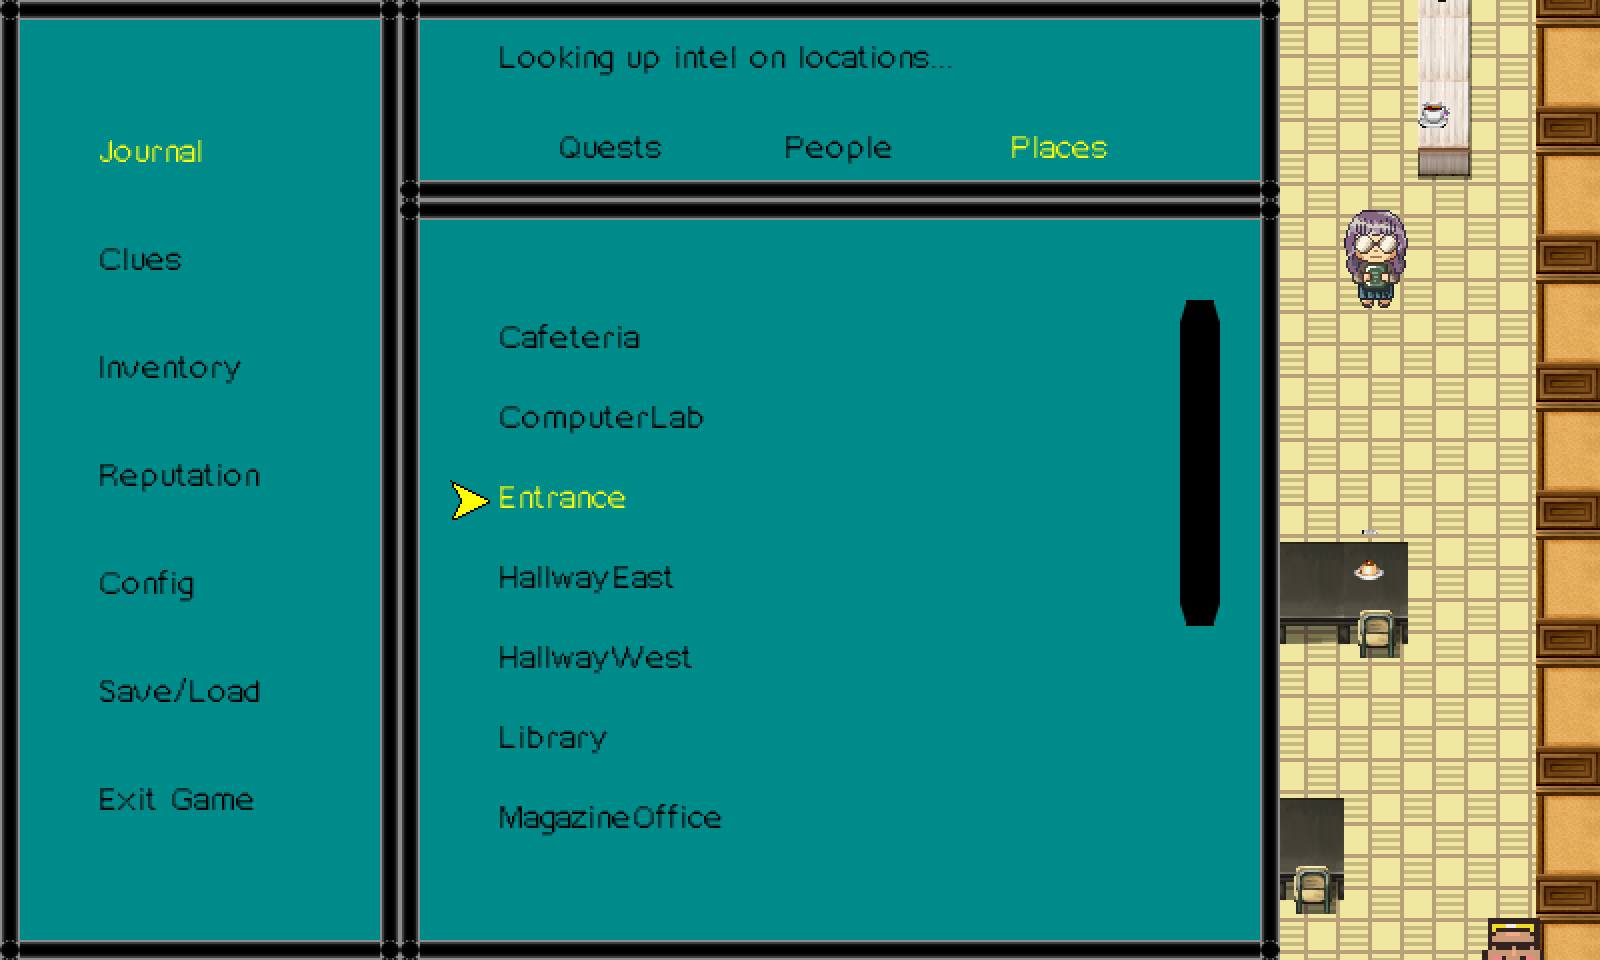 Journal
Clues
Inventory
Reputation
Config
Save/Load
Exit Game
Looking up intel on locations...
Quests People Places
Cafeteria
ComputerLab
Entrance
HallwayEast
HallwayWest
Library
MagazineOffice